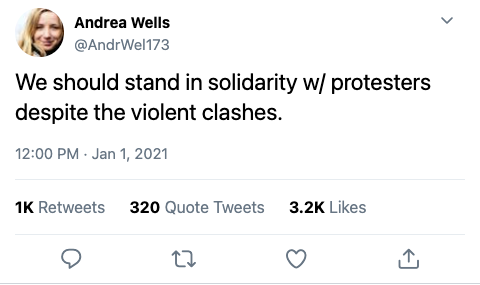 Andrea Wells
@AndrWel173
We should stand in solidarity w/ protesters
despite the violent clashes.
12:00 PM · Jan 1, 2021
1K Retweets 320 Quote Tweets 3.2K Likes